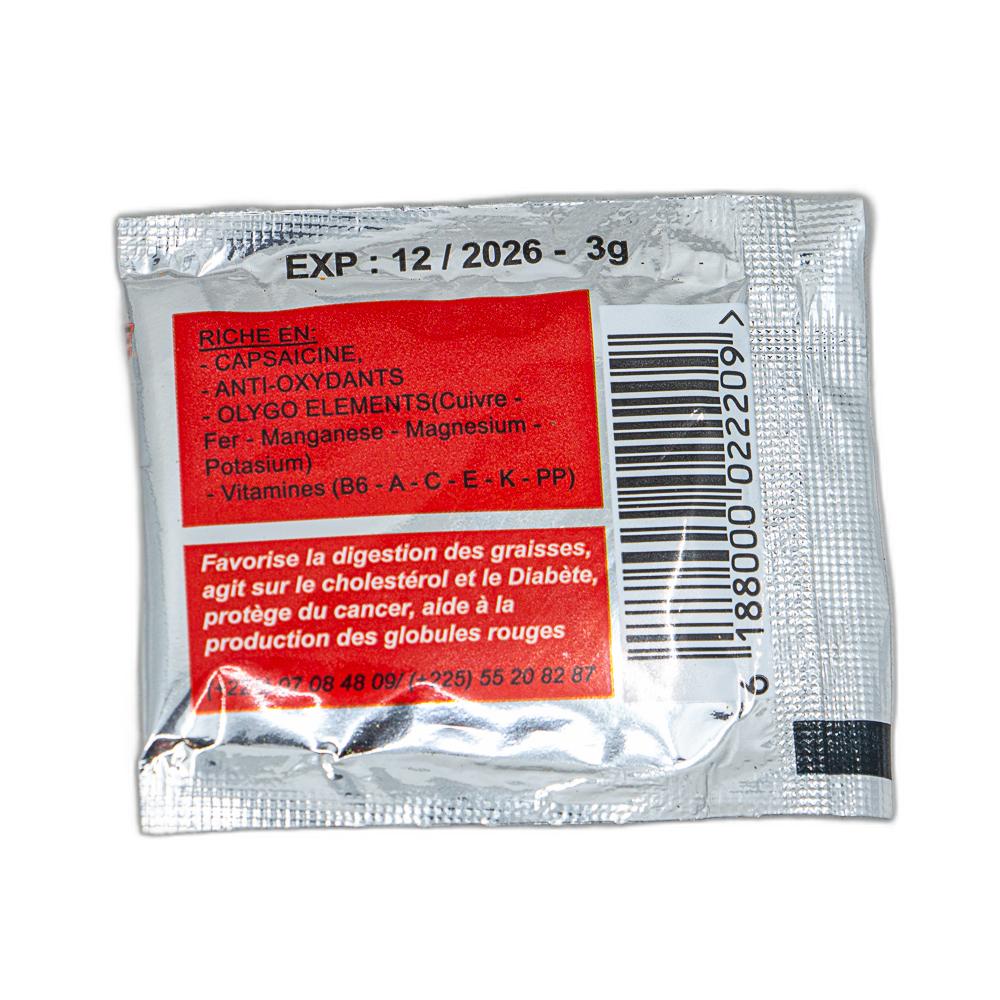 EXP : 12 / 2026 - 3g
RICHE EN:
- CAPSAICINE,
- ANTI-OXYDANTS
- OLYGO ELEMENTS(Cuivre -
Fer - Manganese - Magnesium -
Potasium)
- Vitamines (B6 - A - C - E - K - PP)
Favorise la digestion des graisses,
agit sur le cholestérol et le Diabète,
protège du cancer, aide à la
production des globules rouges
07 08 48 09/ (+225) 55 20 82 87
6 188000 022209 >